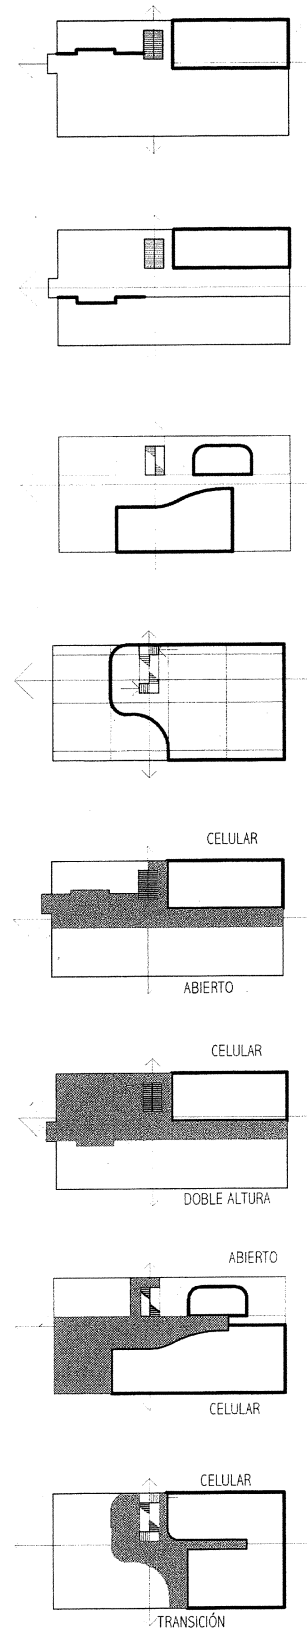 CELULAR
ABIERTO
CELULAR
DOBLE ALTURA
ABIERTO
CELULAR
CELULAR
TRANSICIÓN